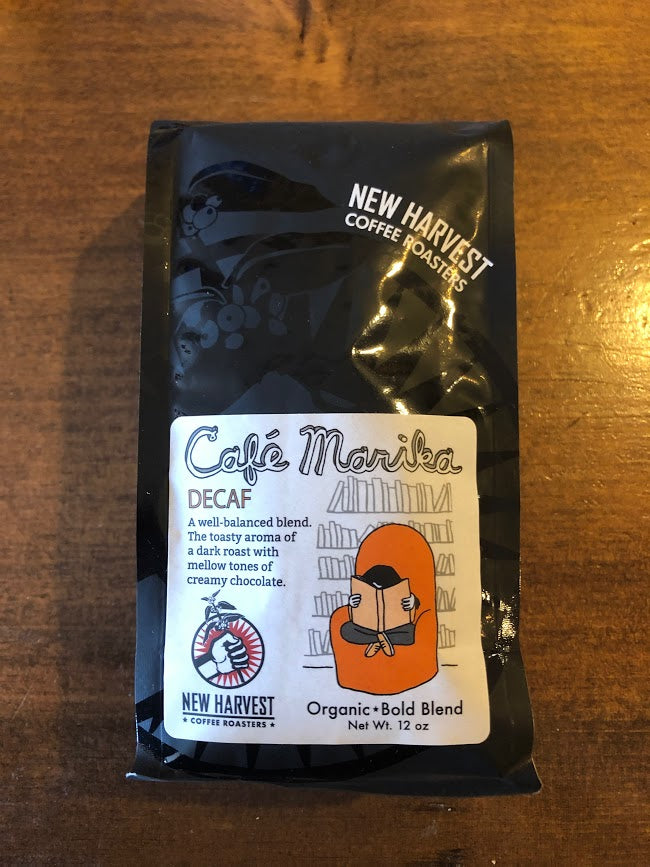 NEW HARVEST
COFFEE ROASTERS
Café Marika
DECAF
A well-balanced blend.
The toasty aroma of
a dark roast with
mellow tones of
creamy chocolate.
NEW HARVEST
★ COFFEE ROASTERS ★
Organic★Bold Blend
Net Wt. 12 oz